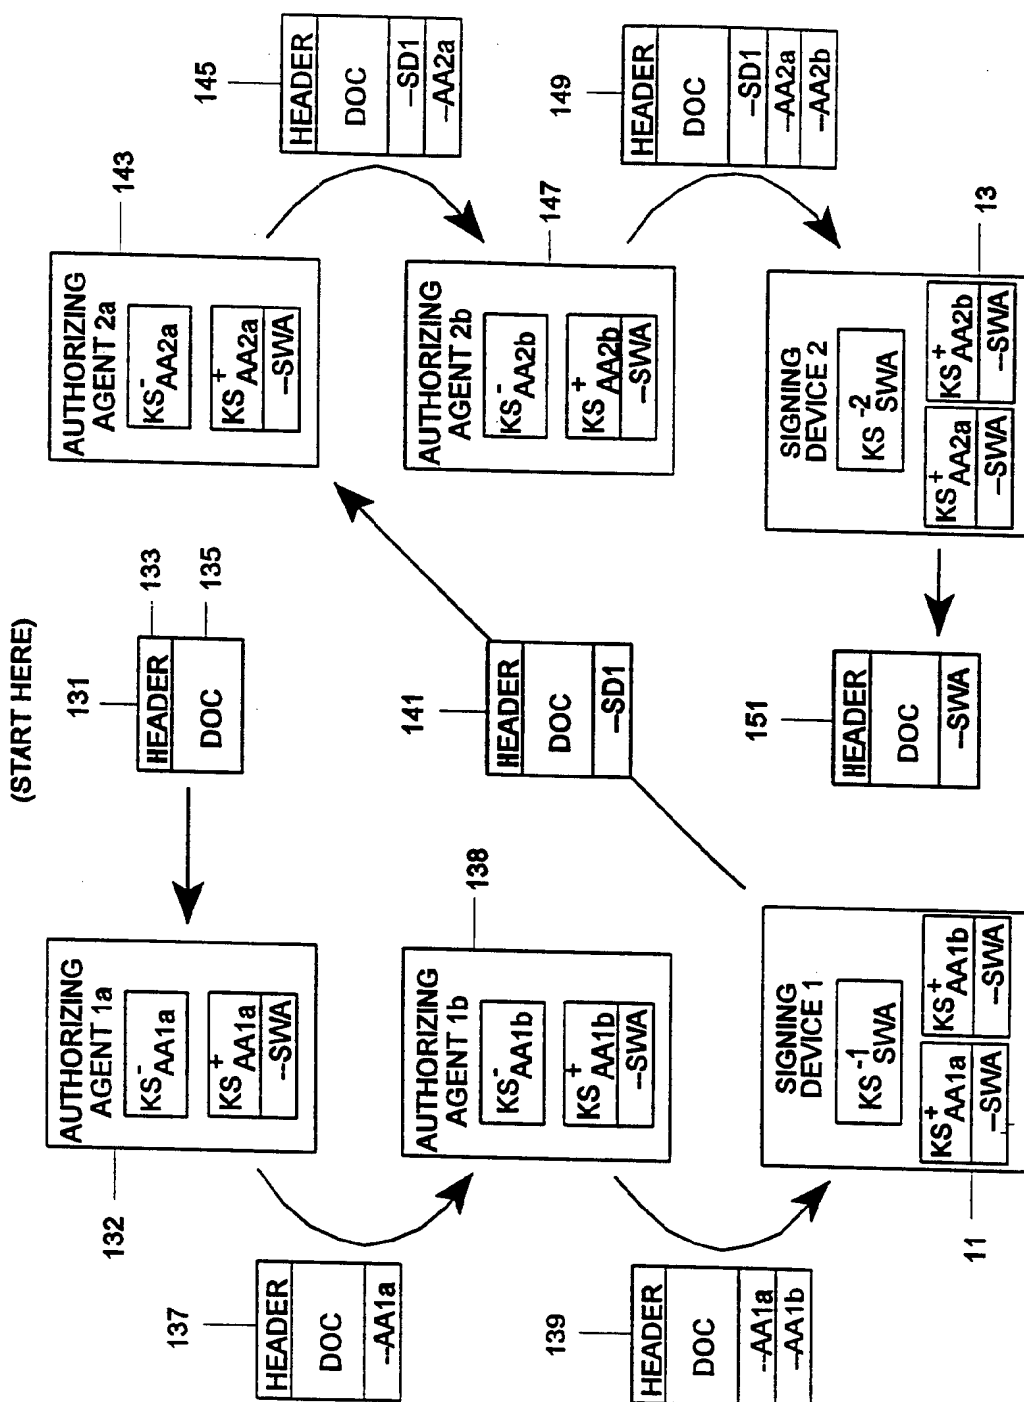 (START HERE)
131
HEADER
DOC
133
135
AUTHORIZING
AGENT 1a
KS-AA1a
KS+AA1a
--SWA
132
137
HEADER
DOC
--AA1a
AUTHORIZING
AGENT 1b
KS-AA1b
KS+AA1b
--SWA
138
139
HEADER
DOC
--AA1a
--AA1b
SIGNING
DEVICE 1
KS-1SWA
KS+AA1a
--SWA
KS+AA1b
--SWA
11
141
HEADER
DOC
--SD1
AUTHORIZING
AGENT 2a
KS-AA2a
KS+AA2a
--SWA
143
145
HEADER
DOC
--SD1
--AA2a
AUTHORIZING
AGENT 2b
KS-AA2b
KS+AA2b
--SWA
147
149
HEADER
DOC
--SD1
--AA2a
--AA2b
SIGNING
DEVICE 2
KS-2SWA
KS+AA2a
--SWA
KS+AA2b
--SWA
13
151
HEADER
DOC
--SWA